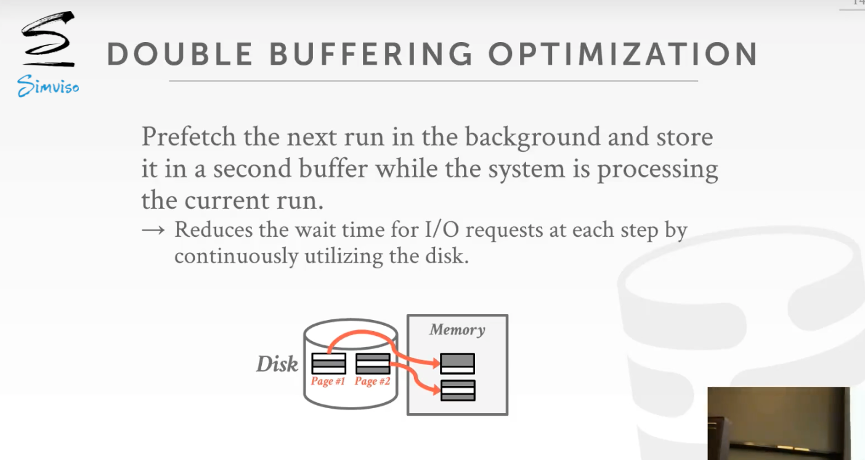 Simviso
DOUBLE BUFFERING OPTIMIZATION
Prefetch the next run in the background and store
it in a second buffer while the system is processing
the current run.
→ Reduces the wait time for I/O requests at each step by
continuously utilizing the disk.
Memory
Disk
Page #1 Page #2